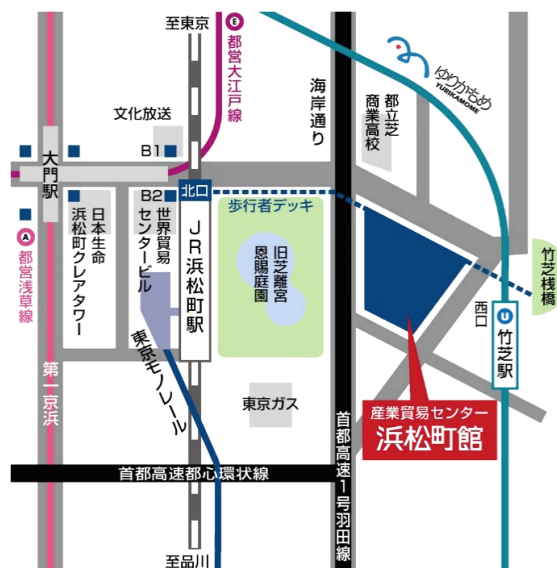 至東京
E
都営大江戸線
ゆりかもめ
YURIKAMOME
海岸通り
文化放送
都立芝
商業高校
B1
大門駅
北口
B2
歩行者デッキ
A
都営浅草線
日本生命
浜松町クレアタワー
世界貿易
センタービル
JR浜松町駅
旧芝離宮
恩賜庭園
竹芝桟橋
西口
U
竹芝駅
第一京浜
東京モノレール
東京ガス
産業貿易センター
浜松町館
首都高速1号羽田線
首都高速都心環状線
至品川